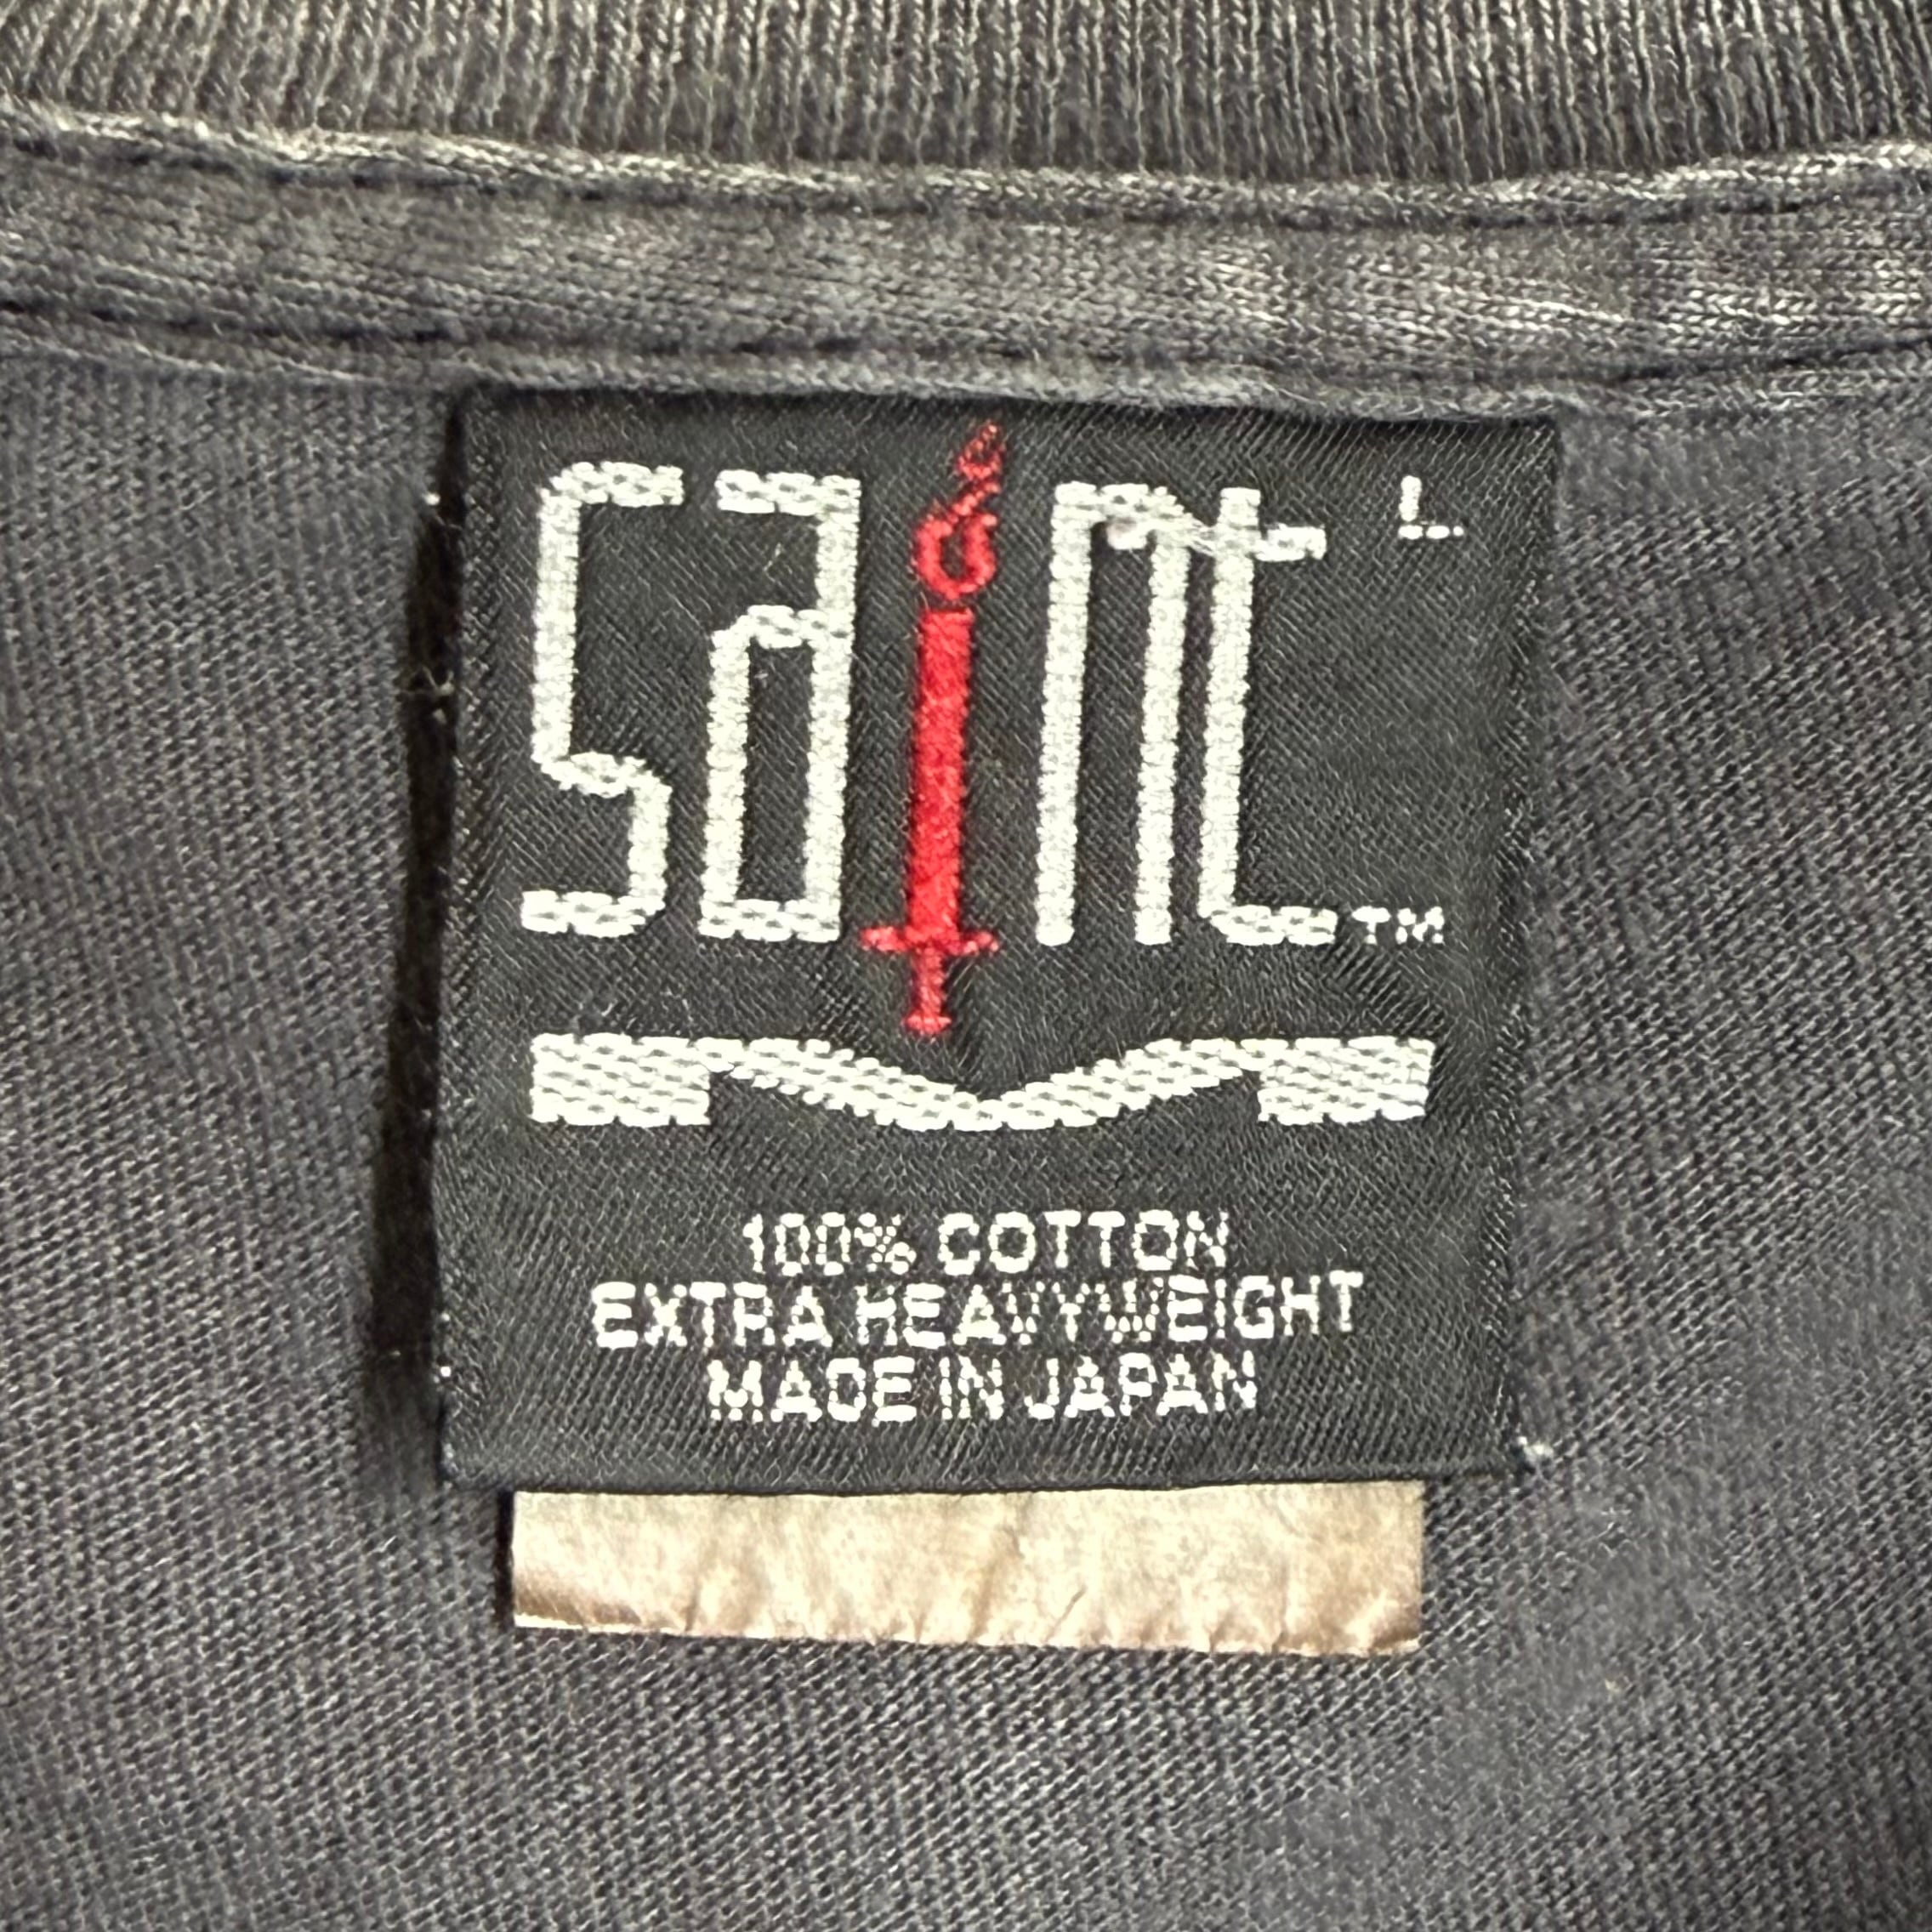 saint L.
TM
100% COTTON
EXTRA HEAVYWEIGHT
MADE IN JAPAN